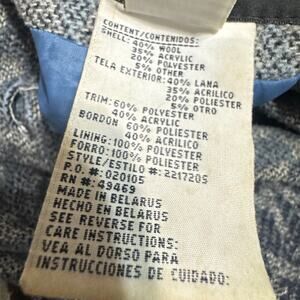 CONTENT/CONTENIDOS:
SHELL: 40% WOOL
35% ACRYLIC
20% POLYESTER
5% OTHER
TELA EXTERIOR: 40% LANA
35% ACRILICO
20% POLIESTER
5% OTRO
TRIM: 60% POLYESTER
40% ACRYLIC
BORDON 60% POLIESTER
40% ACRILICO
LINING: 100% POLYESTER
FORRO: 100% POLIESTER
STYLE/ESTILO #: 2217205
P.O. #: 020105
RN #: 49469
MADE IN BELARUS
HECHO EN BELARUS
SEE REVERSE FOR
CARE INSTRUCTIONS:
VEA AL DORSO PARA
INSTRUCCIONES DE CUIDADO: